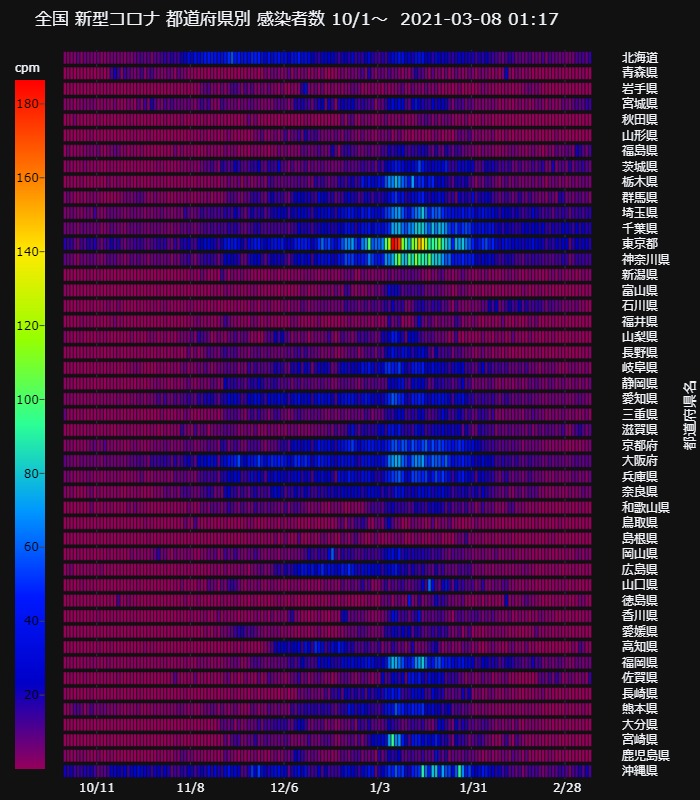 全国 新型コロナ 都道府県別 感染者数 10/1～ 2021-03-08 01:17
cpm
180
160
140
120
100
80
60
40
20
北海道
青森県
岩手県
宮城県
秋田県
山形県
福島県
茨城県
栃木県
群馬県
埼玉県
千葉県
東京都
神奈川県
新潟県
富山県
石川県
福井県
山梨県
長野県
岐阜県
静岡県
愛知県
三重県
滋賀県
京都府
大阪府
兵庫県
奈良県
和歌山県
鳥取県
島根県
岡山県
広島県
山口県
徳島県
香川県
愛媛県
高知県
福岡県
佐賀県
長崎県
熊本県
大分県
宮崎県
鹿児島県
沖縄県
都道府県名
10/11 11/8 12/6 1/3 1/31 2/28